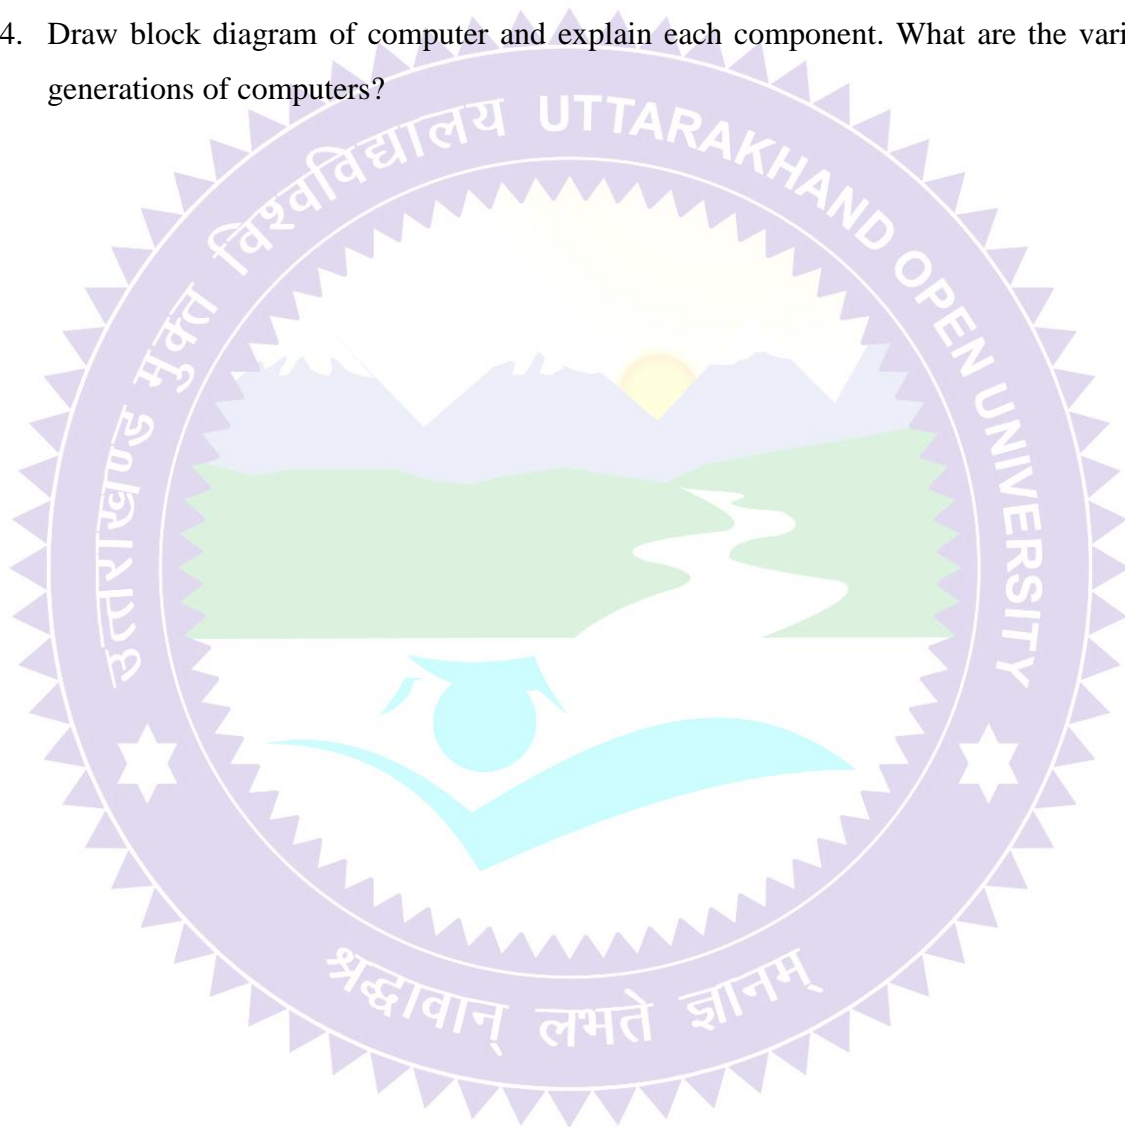 4. Draw block diagram of computer and explain each component. What are the vari
generations of computers?
उत्तराखण्ड मुक्त विश्वविद्यालय UTTARAKHAND OPEN UNIVERSITY
श्रद्धावान् लभते ज्ञानम्